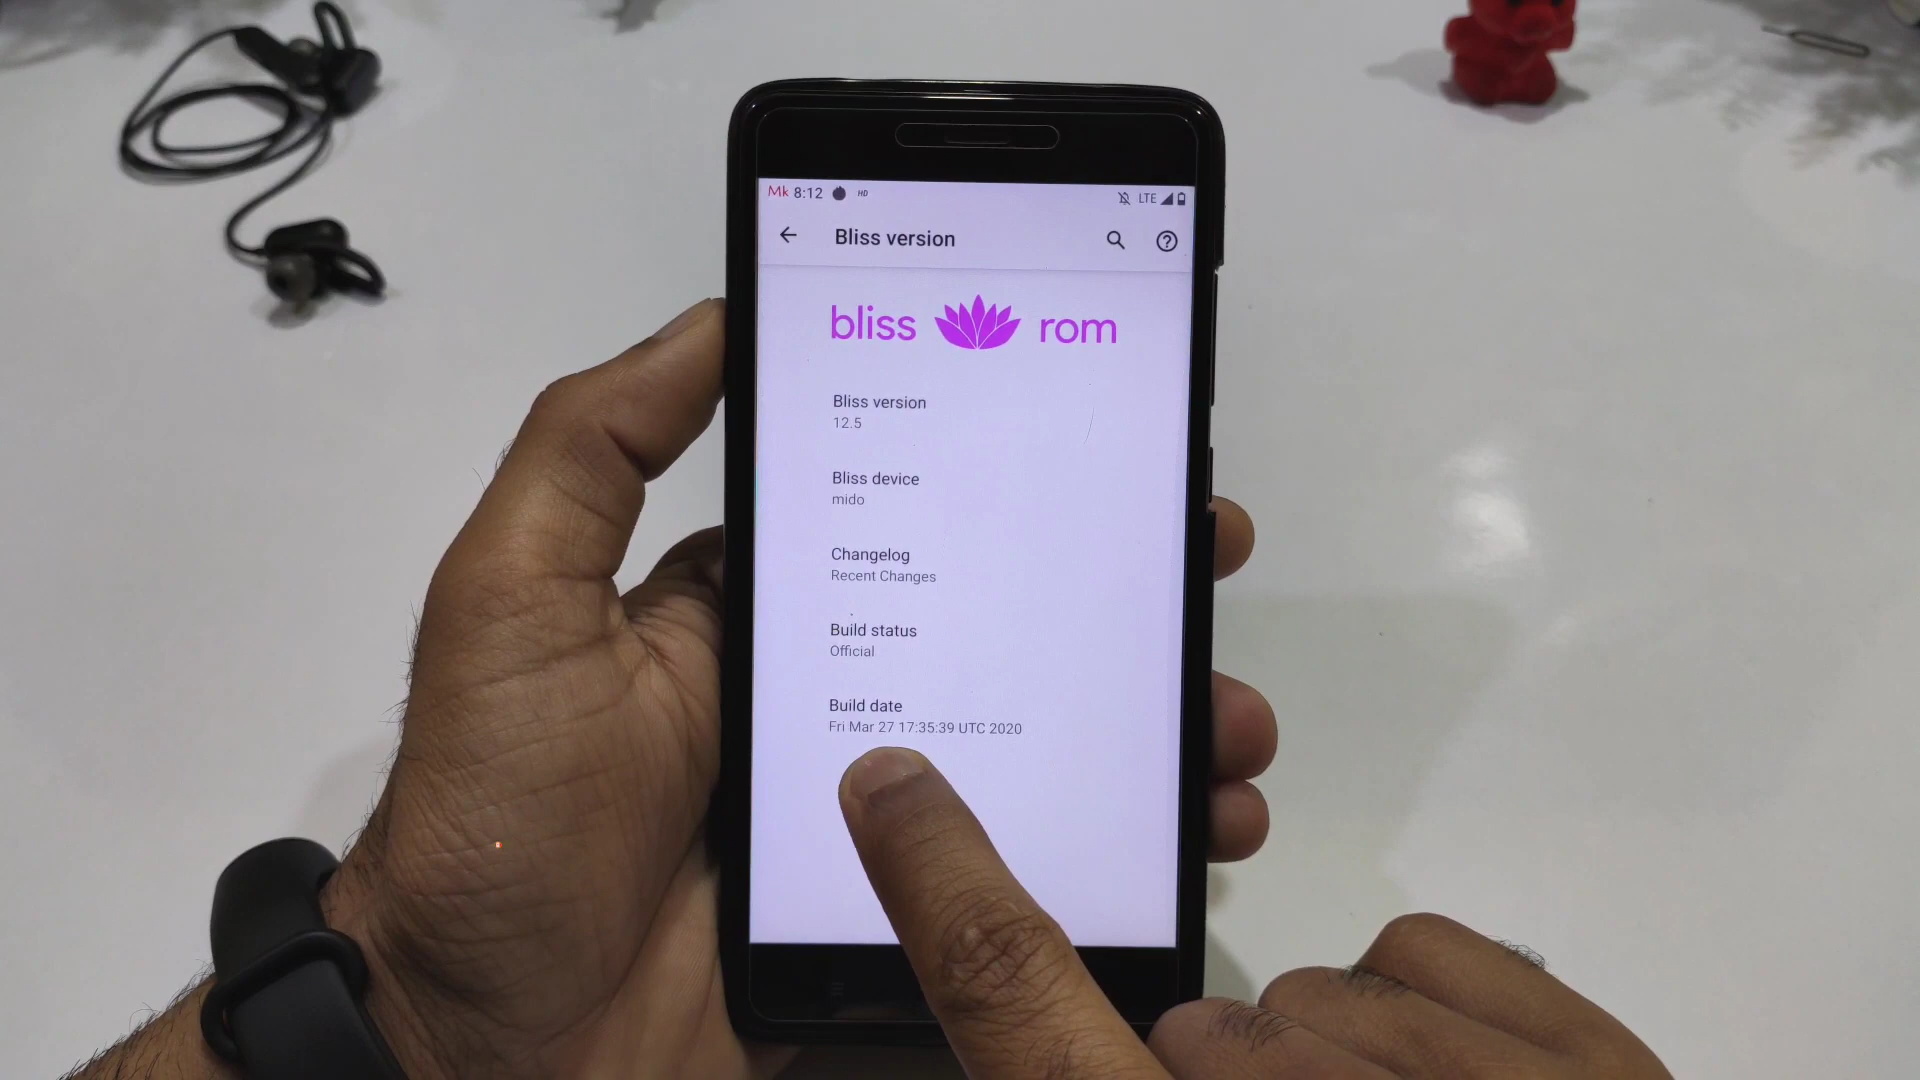 Mk 8:12 HD LTE
Bliss version
bliss rom
Bliss version
12.5
Bliss device
mido
Changelog
Recent Changes
Build status
Official
Build date
Fri Mar 27 17:35:39 UTC 2020